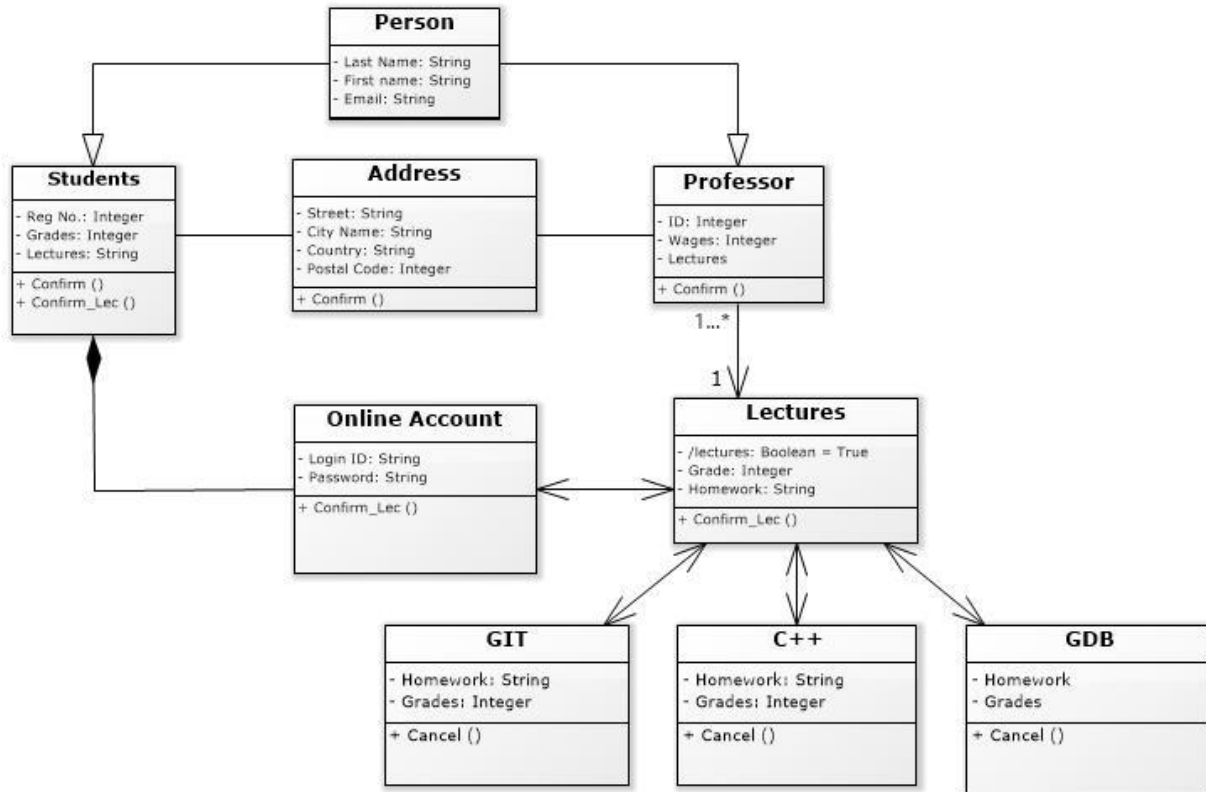 Person
- Last Name: String
- First name: String
- Email: String
Students
- Reg No.: Integer
- Grades: Integer
- Lectures: String
+ Confirm ()
+ Confirm_Lec ()
Address
- Street: String
- City Name: String
- Country: String
- Postal Code: Integer
+ Confirm ()
Professor
- ID: Integer
- Wages: Integer
- Lectures
+ Confirm ()
1...*
1
Online Account
- Login ID: String
- Password: String
+ Confirm_Lec ()
Lectures
- /lectures: Boolean = True
- Grade: Integer
- Homework: String
+ Confirm_Lec ()
GIT
- Homework: String
- Grades: Integer
+ Cancel ()
C++
- Homework: String
- Grades: Integer
+ Cancel ()
GDB
- Homework
- Grades
+ Cancel ()